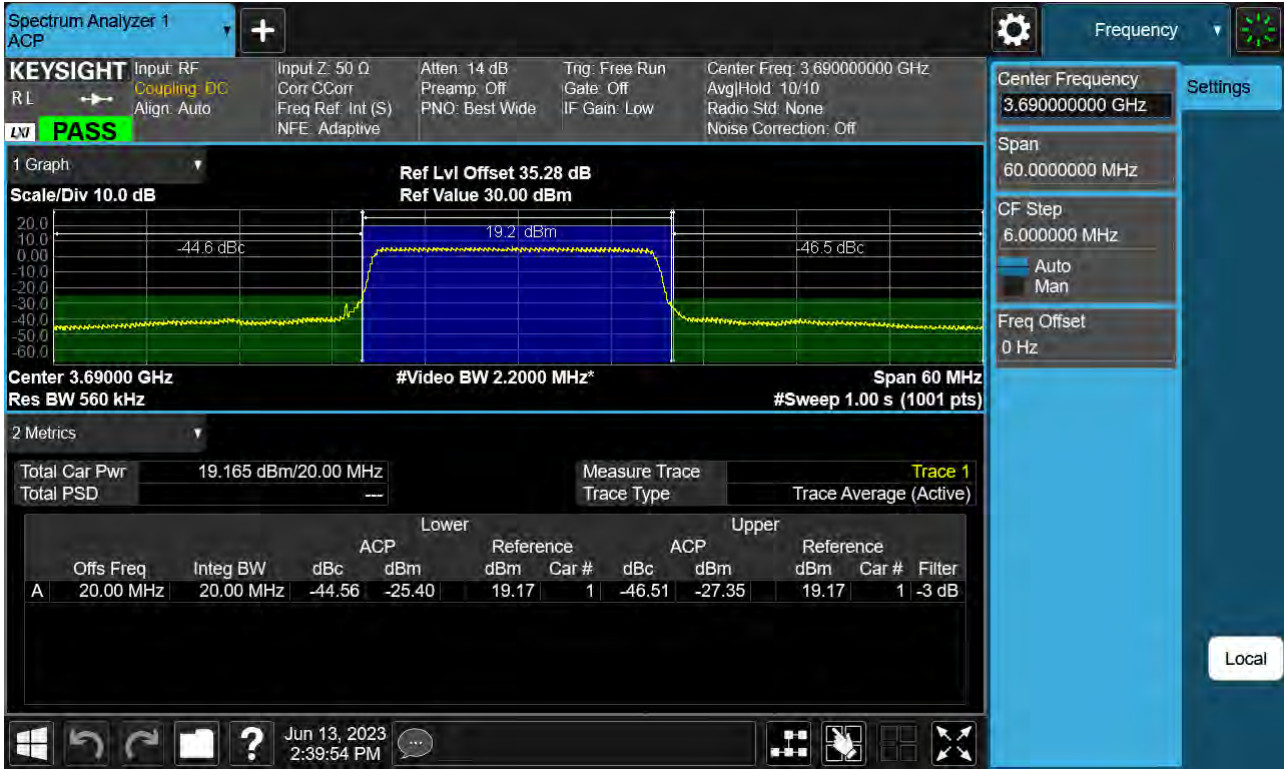 Spectrum Analyzer 1
ACP
Frequency
KEYSIGHT
R L
LXI PASS
Input: RF
Coupling: DC
Align: Auto
Input Z: 50 Ω
Corr CCorr
Freq Ref: Int (S)
NFE: Adaptive
Atten: 14 dB
Preamp: Off
PNO: Best Wide
Trig: Free Run
Gate: Off
IF Gain: Low
Center Freq: 3.690000000 GHz
Avg|Hold: 10/10
Radio Std: None
Noise Correction: Off
Center Frequency
3.690000000 GHz
Settings
Span
60.0000000 MHz
CF Step
6.000000 MHz
Auto
Man
Freq Offset
0 Hz
Local
1 Graph
Scale/Div 10.0 dB
Ref Lvl Offset 35.28 dB
Ref Value 30.00 dBm
20.0
10.0
0.00
-10.0
-20.0
-30.0
-40.0
-50.0
-60.0
-44.6 dBc
19.2 dBm
-46.5 dBc
Center 3.69000 GHz #Video BW 2.2000 MHz* Span 60 MHz
Res BW 560 kHz #Sweep 1.00 s (1001 pts)
2 Metrics
Total Car Pwr 19.165 dBm/20.00 MHz Measure Trace Trace 1
Total PSD --- Trace Type Trace Average (Active)
Lower Upper
ACP Reference ACP Reference
Offs Freq Integ BW dBc dBm dBm Car # dBc dBm dBm Car # Filter
A 20.00 MHz 20.00 MHz -44.56 -25.40 19.17 1 -46.51 -27.35 19.17 1 -3 dB
Jun 13, 2023
2:39:54 PM